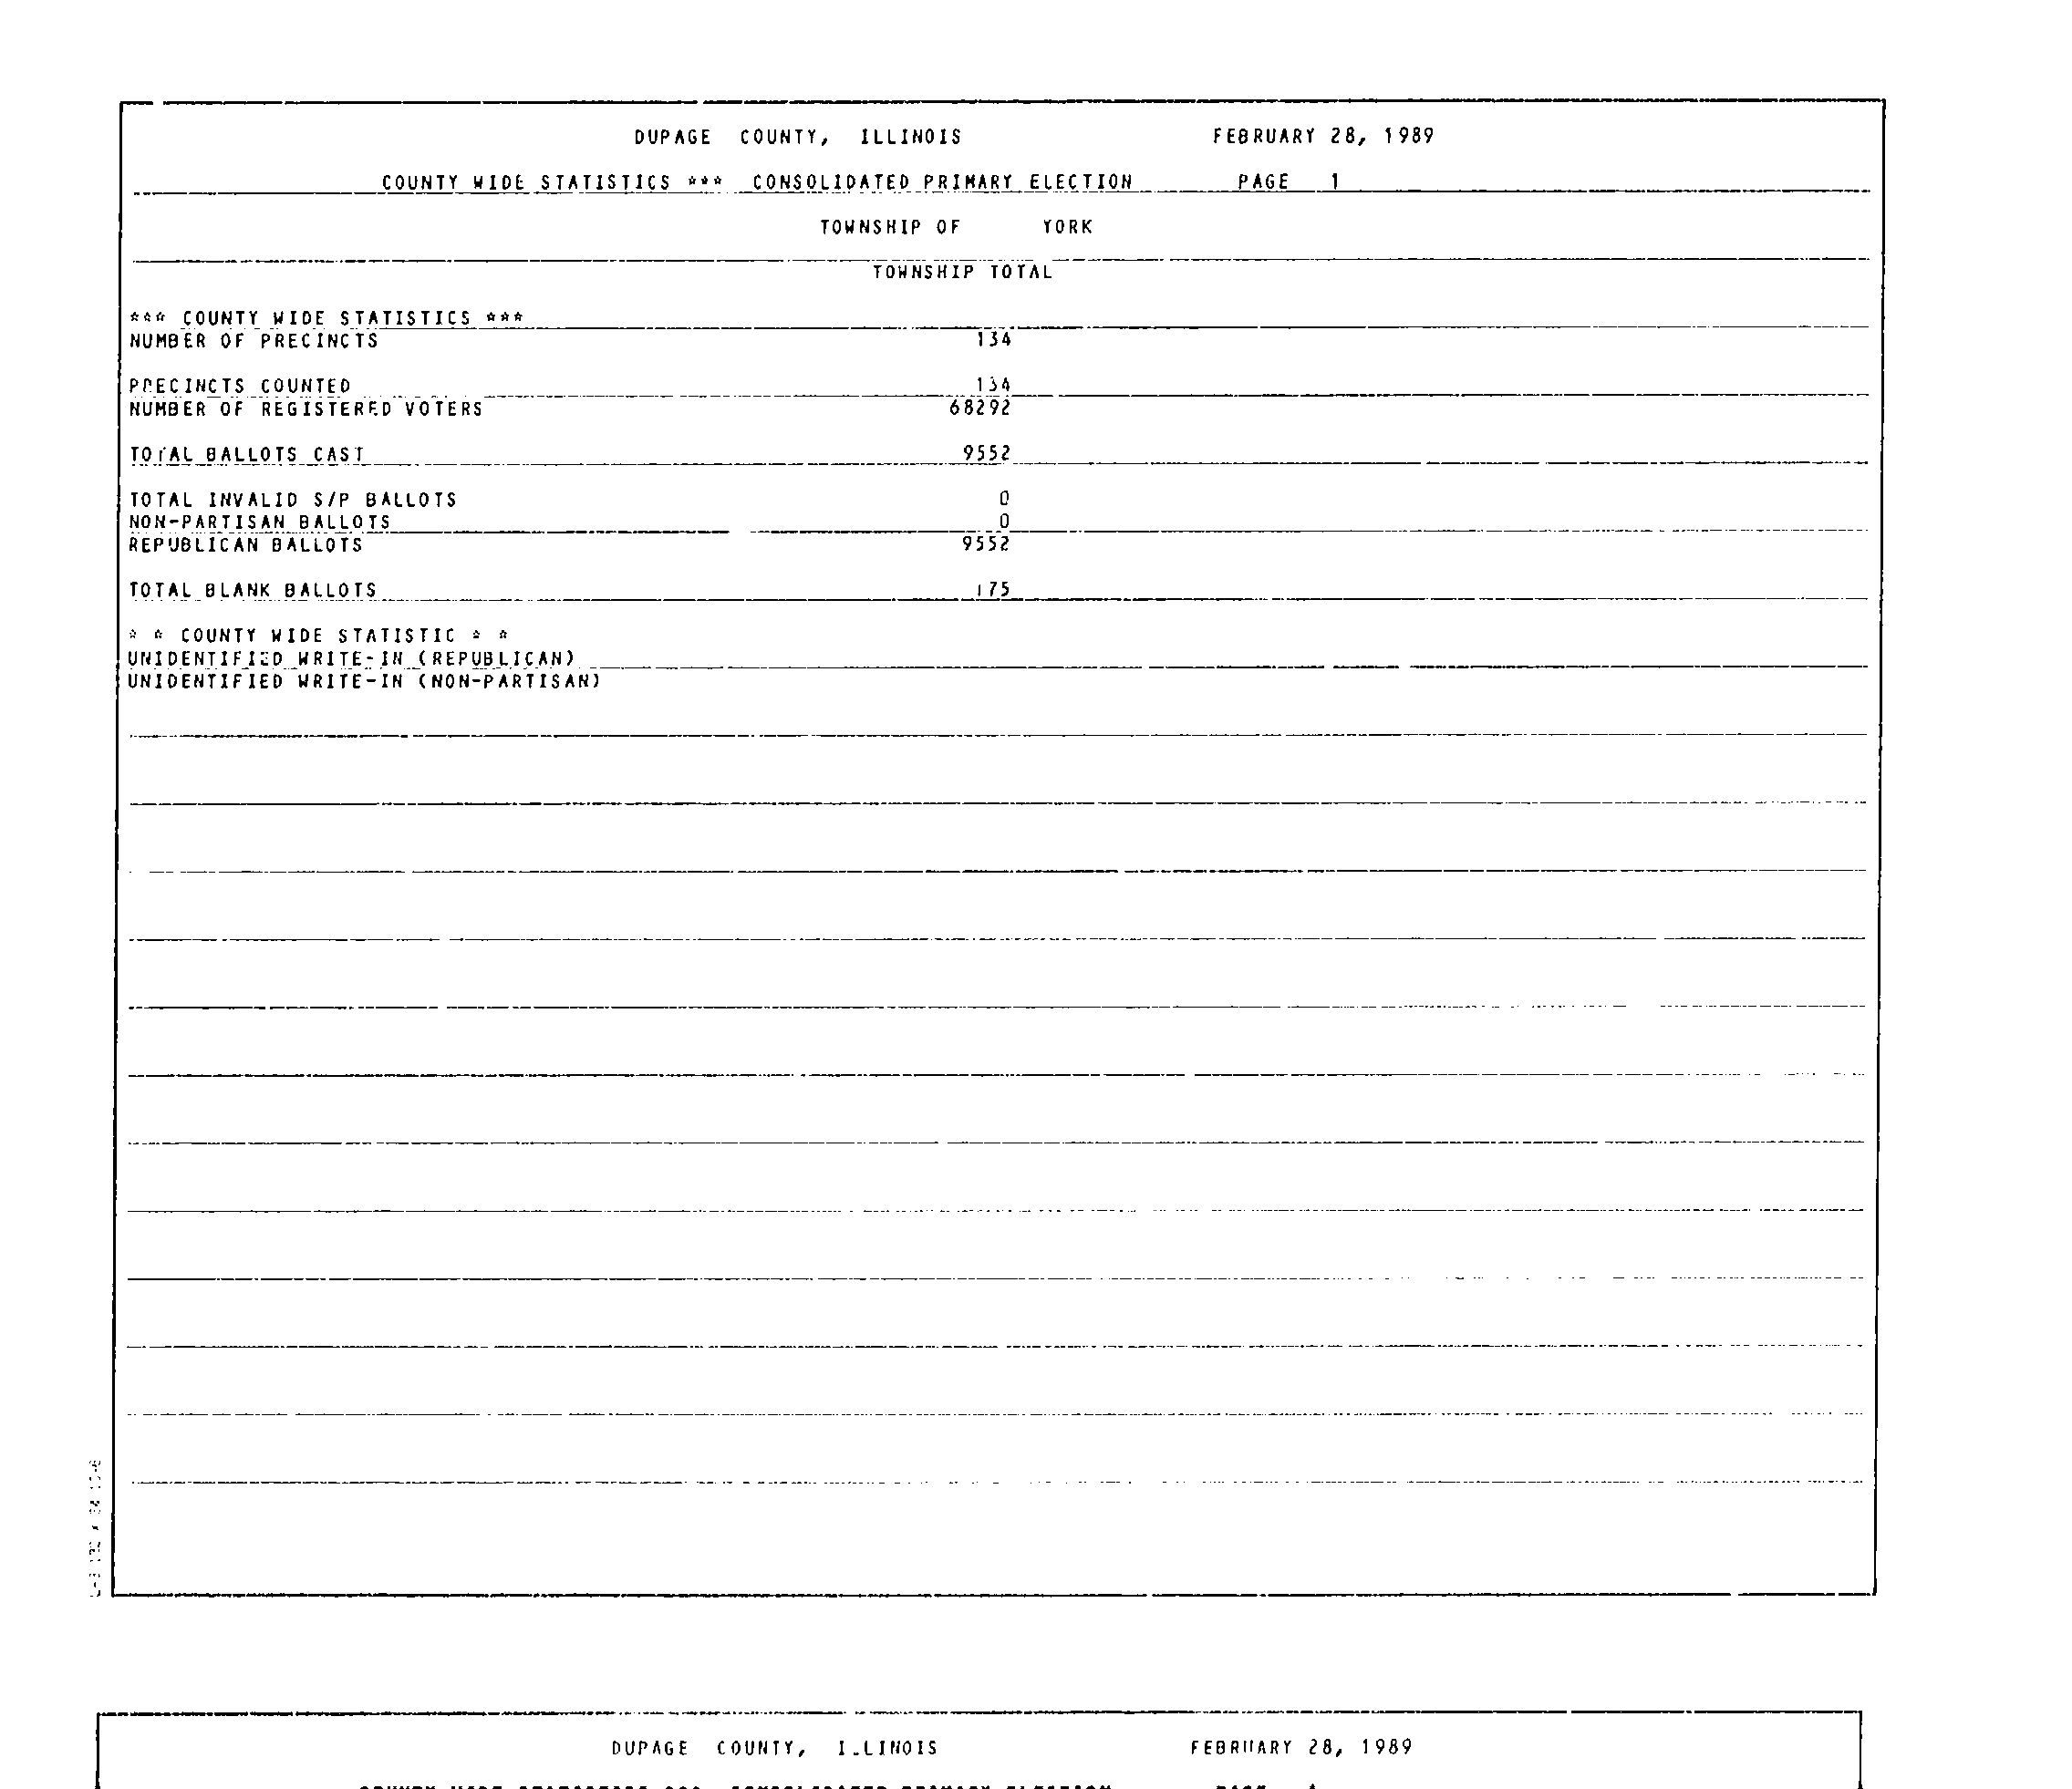 DUPAGE COUNTY, ILLINOIS FEBRUARY 28, 1989
COUNTY WIDE STATISTICS *** CONSOLIDATED PRIMARY ELECTION PAGE 1
TOWNSHIP OF YORK
TOWNSHIP TOTAL
*** COUNTY WIDE STATISTICS ***
NUMBER OF PRECINCTS 134
PRECINCTS COUNTED 134
NUMBER OF REGISTERED VOTERS 68292
TOTAL BALLOTS CAST 9552
TOTAL INVALID S/P BALLOTS 0
NON-PARTISAN BALLOTS 0
REPUBLICAN BALLOTS 9552
TOTAL BLANK BALLOTS 175
* * COUNTY WIDE STATISTIC * *
UNIDENTIFIED WRITE-IN (REPUBLICAN)
UNIDENTIFIED WRITE-IN (NON-PARTISAN)
DUPAGE COUNTY, ILLINOIS FEBRUARY 28, 1989